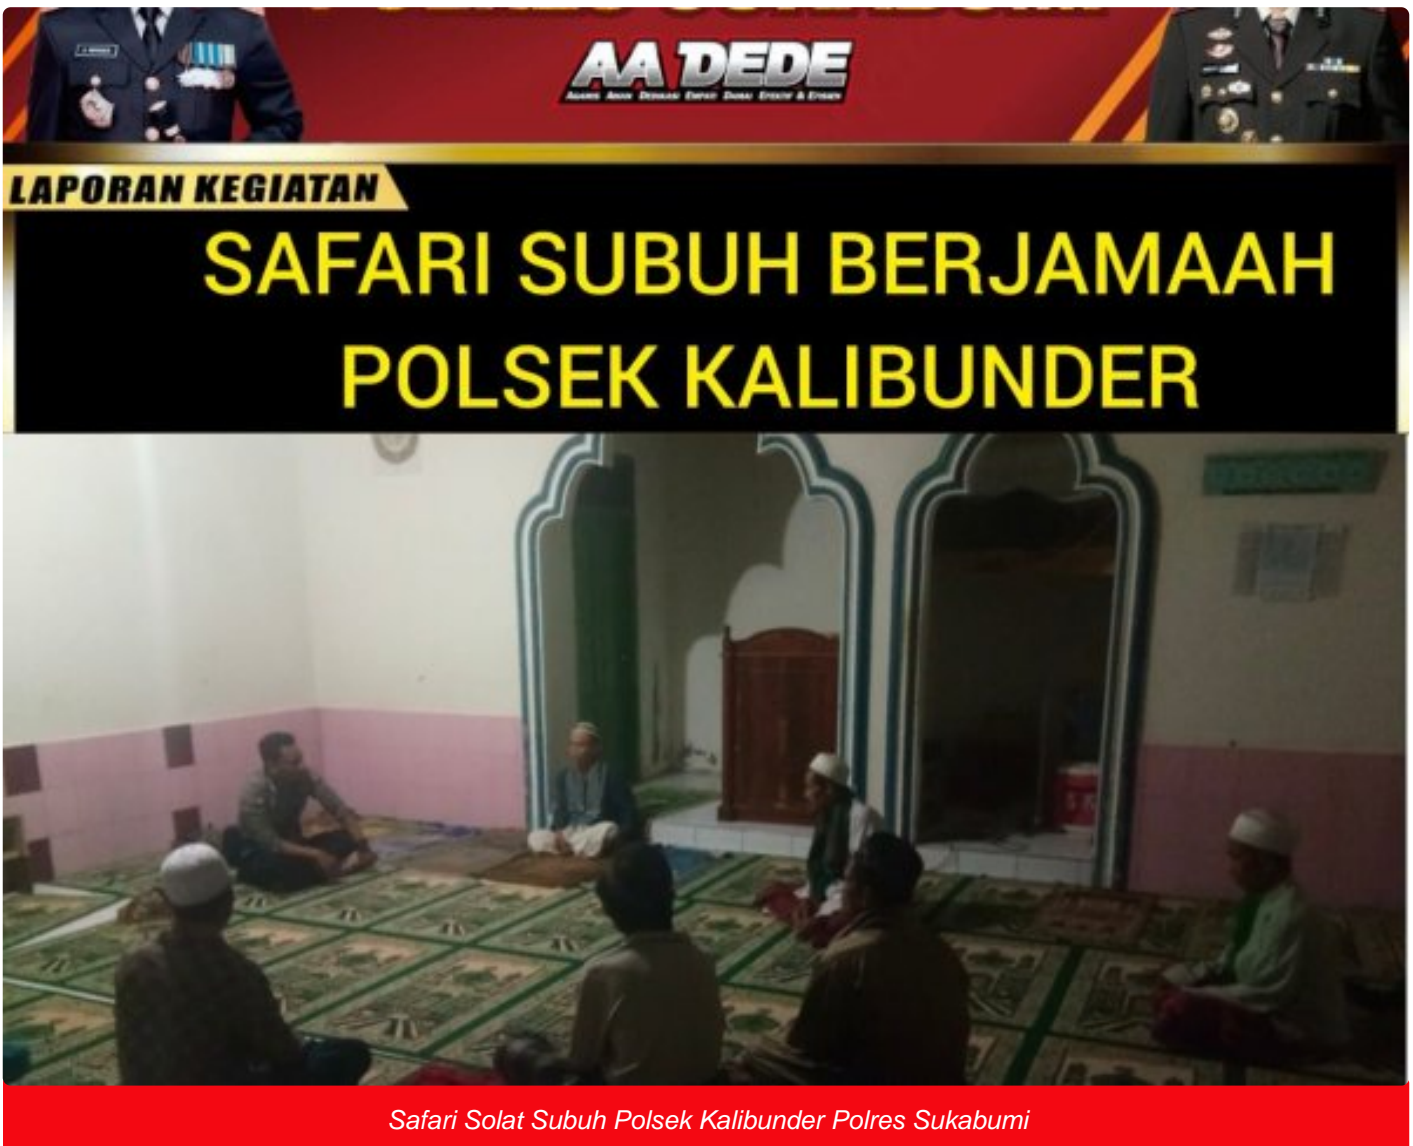 AA DEDE
LAPORAN KEGIATAN
SAFARI SUBUH BERJAMAAH
POLSEK KALIBUNDER
Safari Solat Subuh Polsek Kalibunder Polres Sukabumi